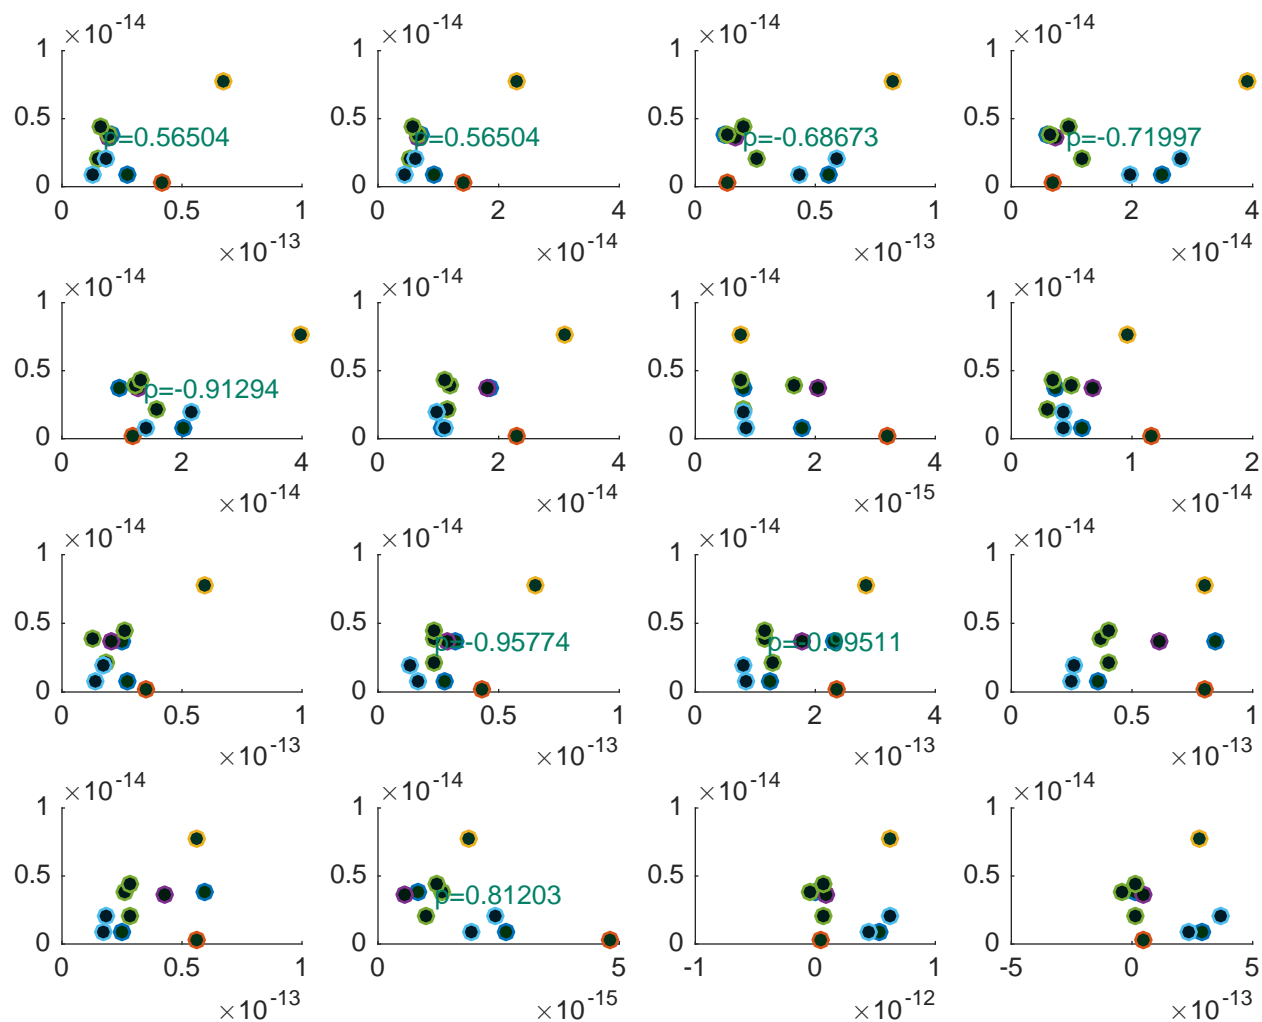 ×10-14 ×10-14 ×10-14 ×10-14
1 1 1 1
0.5 p=0.56504 0.5 p=0.56504 0.5 p=-0.68673 0.5 p=-0.71997
0 0 0 0
0 0.5 1 0 2 4 0 0.5 1 0 2 4
×10-13 ×10-14 ×10-13 ×10-14
×10-14 ×10-14 ×10-14 ×10-14
1 1 1 1
0.5 p=-0.91294 0.5 0.5 0.5
0 0 0 0
0 2 4 0 2 4 0 2 4 0 1 2
×10-14 ×10-14 ×10-15 ×10-14
×10-14 ×10-14 ×10-14 ×10-14
1 1 1 1
0.5 0.5 p=-0.95774 0.5 0.5
0 0 0 0
0 0.5 1 0 0.5 1 0 2 4 0 0.5 1
×10-13 ×10-13 ×10-13 ×10-13
×10-14 ×10-14 ×10-14 ×10-14
1 1 1 1
0.5 0.5 p=0.81203 0.5 0.5
0 0 0 0
0 0.5 1 0 5 -1 0 1 -5 0 5
×10-13 ×10-15 ×10-12 ×10-13